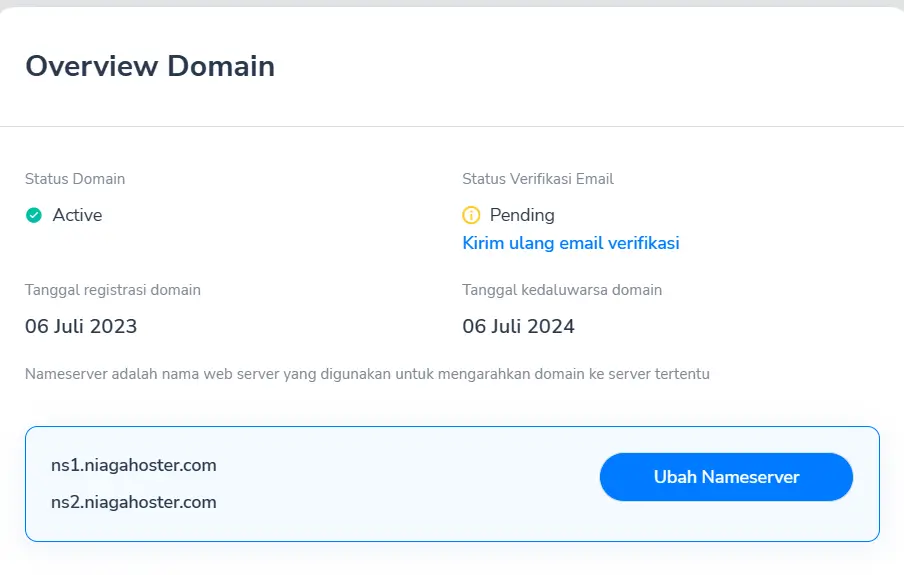 Overview Domain
Status Domain
Active
Status Verifikasi Email
Pending
Kirim ulang email verifikasi
Tanggal registrasi domain
06 Juli 2023
Tanggal kedaluwarsa domain
06 Juli 2024
Nameserver adalah nama web server yang digunakan untuk mengarahkan domain ke server tertentu
ns1.niagahoster.com
ns2.niagahoster.com
Ubah Nameserver